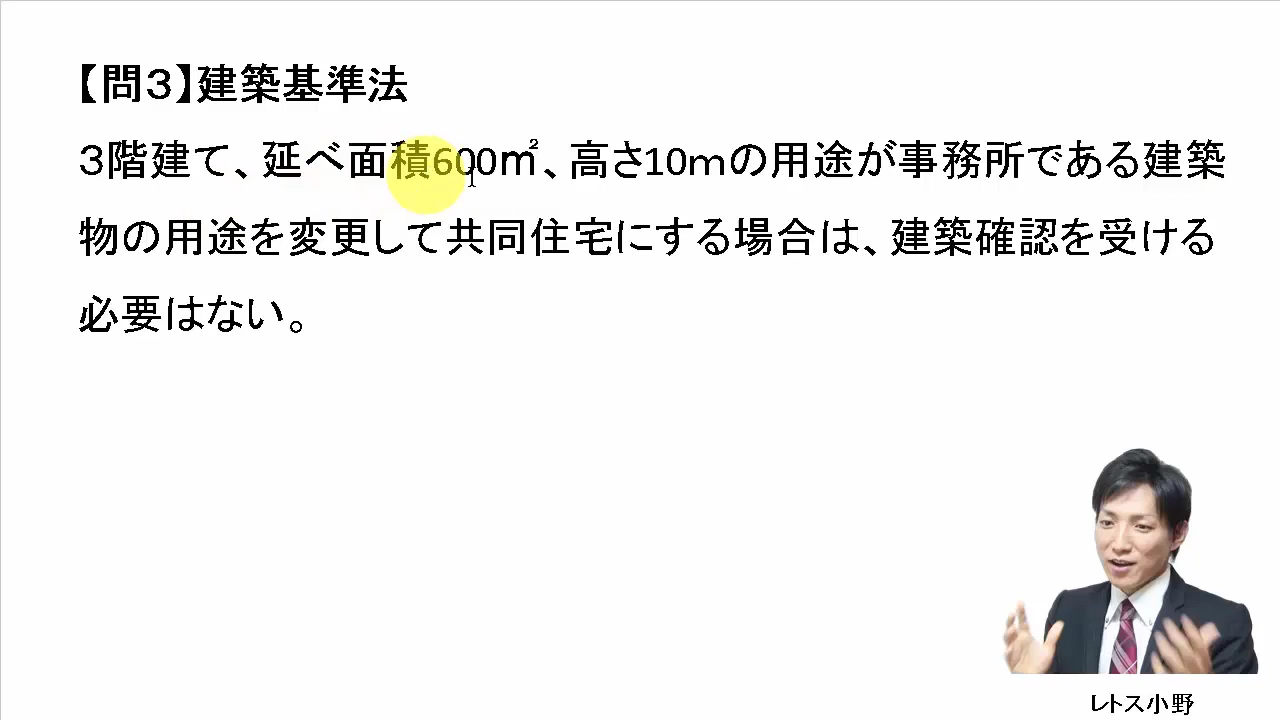 【問３】建築基準法
３階建て、延べ面積600㎡、高さ10mの用途が事務所である建築
物の用途を変更して共同住宅にする場合は、建築確認を受ける
必要はない。
レトス小野